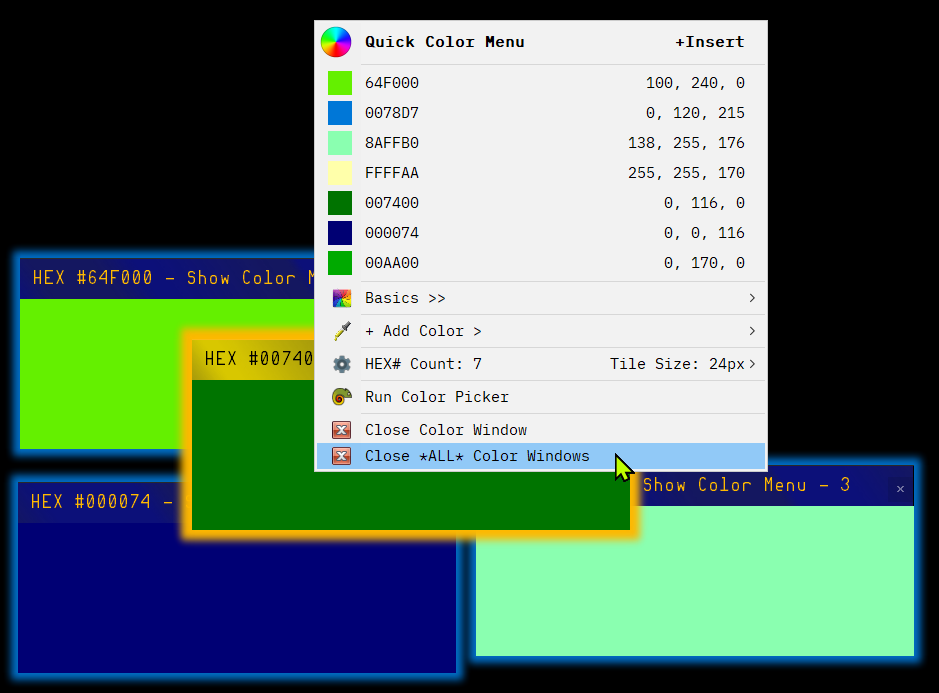 Quick Color Menu +Insert
64F000 100, 240, 0
0078D7 0, 120, 215
8AFFB0 138, 255, 176
FFFFAA 255, 255, 170
007400 0, 116, 0
000074 0, 0, 116
00AA00 0, 170, 0
Basics >>
+ Add Color >
HEX# Count: 7 Tile Size: 24px
Run Color Picker
Close Color Window
Close *ALL* Color Windows
HEX #64F000 - Show Color M
HEX #00740
HEX #000074 -
Show Color Menu - 3